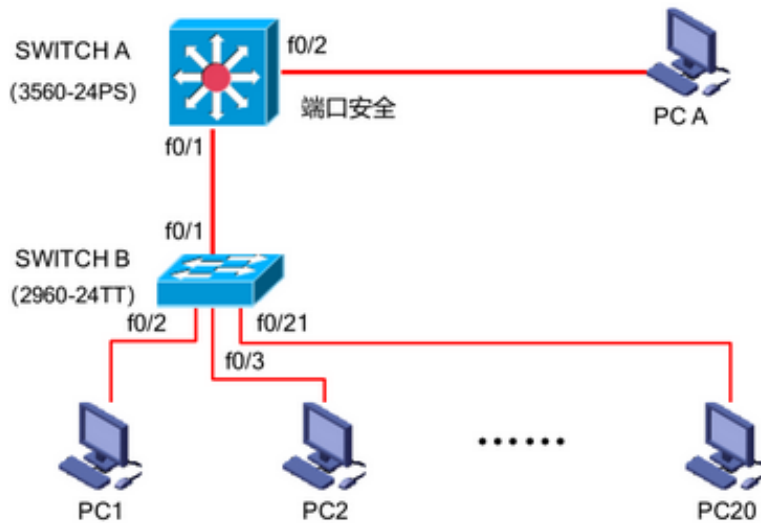 SWITCH A
(3560-24PS)
f0/2
端口安全
PC A
f0/1
f0/1
SWITCH B
(2960-24TT)
f0/2
f0/3
f0/21
PC1
PC2
......
PC20